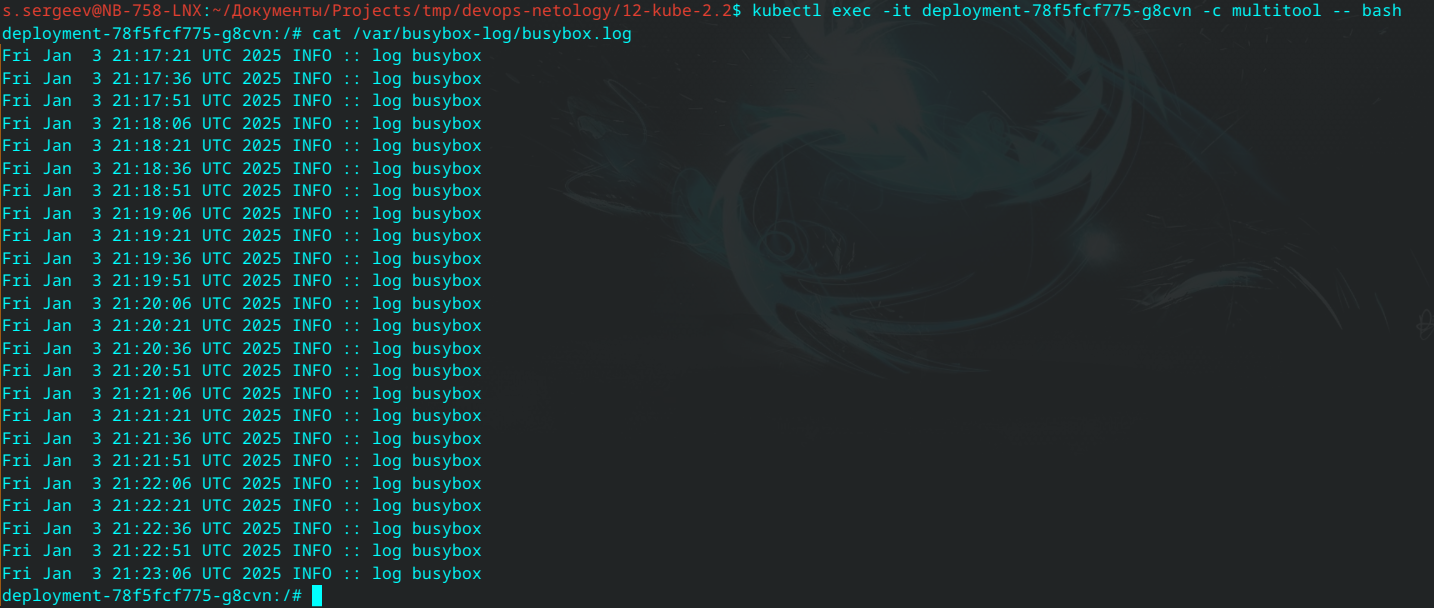 s.sergeev@NB-758-LNX:~/Документы/Projects/tmp/devops-netology/12-kube-2.2$ kubectl exec -it deployment-78f5fcf775-g8cvn -c multitool -- bash
deployment-78f5fcf775-g8cvn:/# cat /var/busybox-log/busybox.log
Fri Jan  3 21:17:21 UTC 2025 INFO :: log busybox
Fri Jan  3 21:17:36 UTC 2025 INFO :: log busybox
Fri Jan  3 21:17:51 UTC 2025 INFO :: log busybox
Fri Jan  3 21:18:06 UTC 2025 INFO :: log busybox
Fri Jan  3 21:18:21 UTC 2025 INFO :: log busybox
Fri Jan  3 21:18:36 UTC 2025 INFO :: log busybox
Fri Jan  3 21:18:51 UTC 2025 INFO :: log busybox
Fri Jan  3 21:19:06 UTC 2025 INFO :: log busybox
Fri Jan  3 21:19:21 UTC 2025 INFO :: log busybox
Fri Jan  3 21:19:36 UTC 2025 INFO :: log busybox
Fri Jan  3 21:19:51 UTC 2025 INFO :: log busybox
Fri Jan  3 21:20:06 UTC 2025 INFO :: log busybox
Fri Jan  3 21:20:21 UTC 2025 INFO :: log busybox
Fri Jan  3 21:20:36 UTC 2025 INFO :: log busybox
Fri Jan  3 21:20:51 UTC 2025 INFO :: log busybox
Fri Jan  3 21:21:06 UTC 2025 INFO :: log busybox
Fri Jan  3 21:21:21 UTC 2025 INFO :: log busybox
Fri Jan  3 21:21:36 UTC 2025 INFO :: log busybox
Fri Jan  3 21:21:51 UTC 2025 INFO :: log busybox
Fri Jan  3 21:22:06 UTC 2025 INFO :: log busybox
Fri Jan  3 21:22:21 UTC 2025 INFO :: log busybox
Fri Jan  3 21:22:36 UTC 2025 INFO :: log busybox
Fri Jan  3 21:22:51 UTC 2025 INFO :: log busybox
Fri Jan  3 21:23:06 UTC 2025 INFO :: log busybox
deployment-78f5fcf775-g8cvn:/#